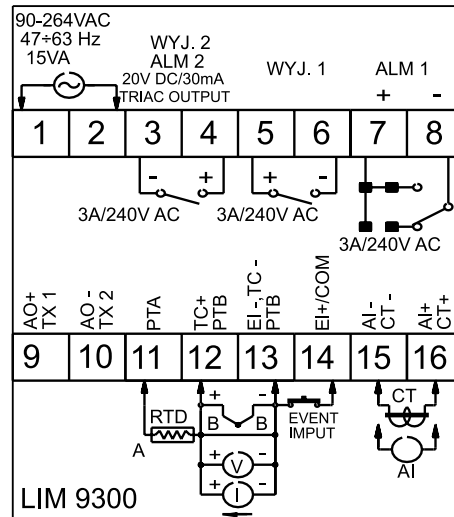 90-264VAC
47÷63 Hz
15VA
WYJ. 2
ALM 2
20V DC/30mA
TRIAC OUTPUT
WYJ. 1
ALM 1
+ -
1 2 3 4 5 6 7 8
- + + -
3A/240V AC 3A/240V AC
3A/240V AC
AO+
TX 1
AO -
TX 2
PTA
TC+
PTB
EI-,TC -
PTB
EI+/COM
AI-
CT -
AI+
CT+
9 10 11 12 13 14 15 16
+ -
B B
RTD
A
EVENT
IMPUT
CT
AI
+ V -
+ I -
LIM 9300